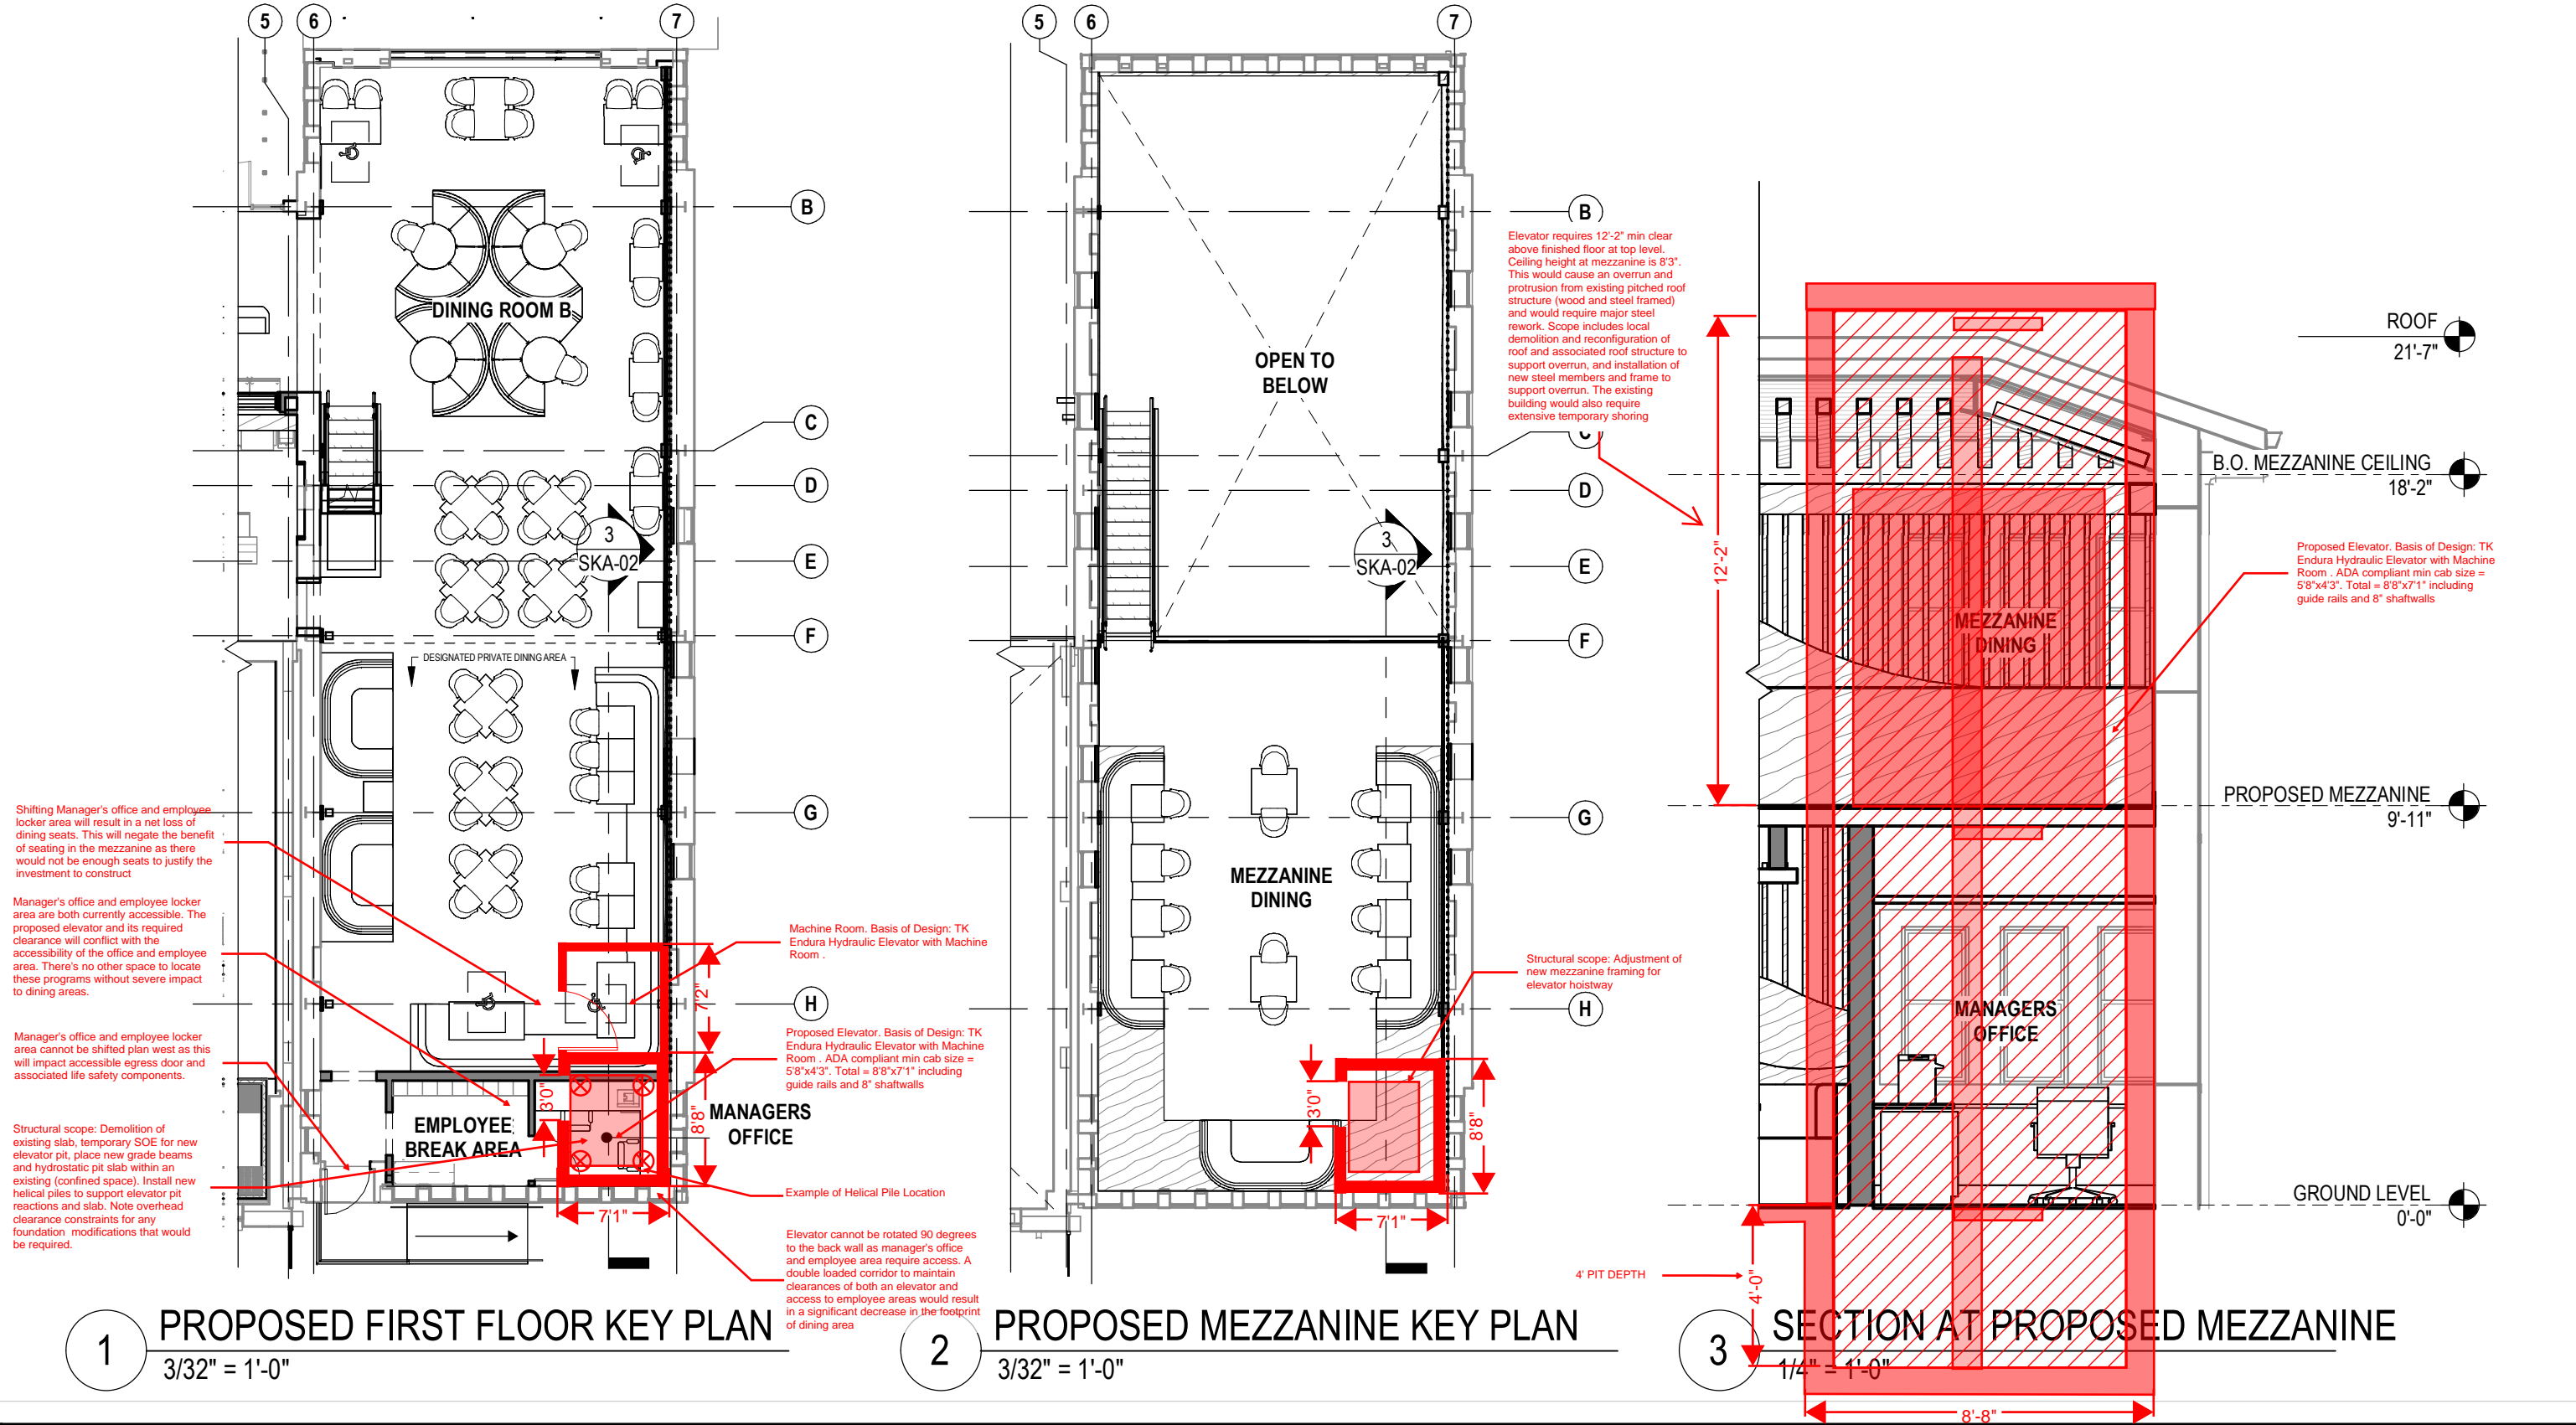 5
6
7
B
C
D
E
F
G
H
DINING ROOM B
3
SKA-02
DESIGNATED PRIVATE DINING AREA
EMPLOYEE
BREAK AREA
MANAGERS
OFFICE
7'2"
3'0"
8'8"
7'1"
Shifting Manager's office and employee
locker area will result in a net loss of
dining seats. This will negate the benefit
of seating in the mezzanine as there
would not be enough seats to justify the
investment to construct
Manager's office and employee locker
area are both currently accessible. The
proposed elevator and its required
clearance will conflict with the
accessibility of the office and employee
area. There's no other space to locate
these programs without severe impact
to dining areas.
Manager's office and employee locker
area cannot be shifted plan west as this
will impact accessible egress door and
associated life safety components.
Structural scope: Demolition of
existing slab, temporary SOE for new
elevator pit, place new grade beams
and hydrostatic pit slab within an
existing (confined space). Install new
helical piles to support elevator pit
reactions and slab. Note overhead
clearance constraints for any
foundation modifications that would
be required.
Machine Room. Basis of Design: TK
Endura Hydraulic Elevator with Machine
Room .
Proposed Elevator. Basis of Design: TK
Endura Hydraulic Elevator with Machine
Room . ADA compliant min cab size =
5'8"x4'3". Total = 8'8"x7'1" including
guide rails and 8" shaftwalls
Example of Helical Pile Location
Elevator cannot be rotated 90 degrees
to the back wall as manager's office
and employee area require access. A
double loaded corridor to maintain
clearances of both an elevator and
access to employee areas would result
in a significant decrease in the footprint
of dining area
1
PROPOSED FIRST FLOOR KEY PLAN
3/32" = 1'-0"
5
6
7
B
C
D
E
F
G
H
OPEN TO
BELOW
3
SKA-02
MEZZANINE
DINING
3'0"
8'8"
7'1"
Elevator requires 12'-2" min clear
above finished floor at top level.
Ceiling height at mezzanine is 8'3".
This would cause an overrun and
protrusion from existing pitched roof
structure (wood and steel framed)
and would require major steel
rework. Scope includes local
demolition and reconfiguration of
roof and associated roof structure to
support overrun, and installation of
new steel members and frame to
support overrun. The existing
building would also require
extensive temporary shoring
Structural scope: Adjustment of
new mezzanine framing for
elevator hoistway
2
PROPOSED MEZZANINE KEY PLAN
3/32" = 1'-0"
12'-2"
ROOF
21'-7"
B.O. MEZZANINE CEILING
18'-2"
Proposed Elevator. Basis of Design: TK
Endura Hydraulic Elevator with Machine
Room . ADA compliant min cab size =
5'8"x4'3". Total = 8'8"x7'1" including
guide rails and 8" shaftwalls
MEZZANINE
DINING
PROPOSED MEZZANINE
9'-11"
MANAGERS
OFFICE
GROUND LEVEL
0'-0"
4' PIT DEPTH
4'-0"
3
SECTION AT PROPOSED MEZZANINE
1/4" = 1'-0"
8'-8"